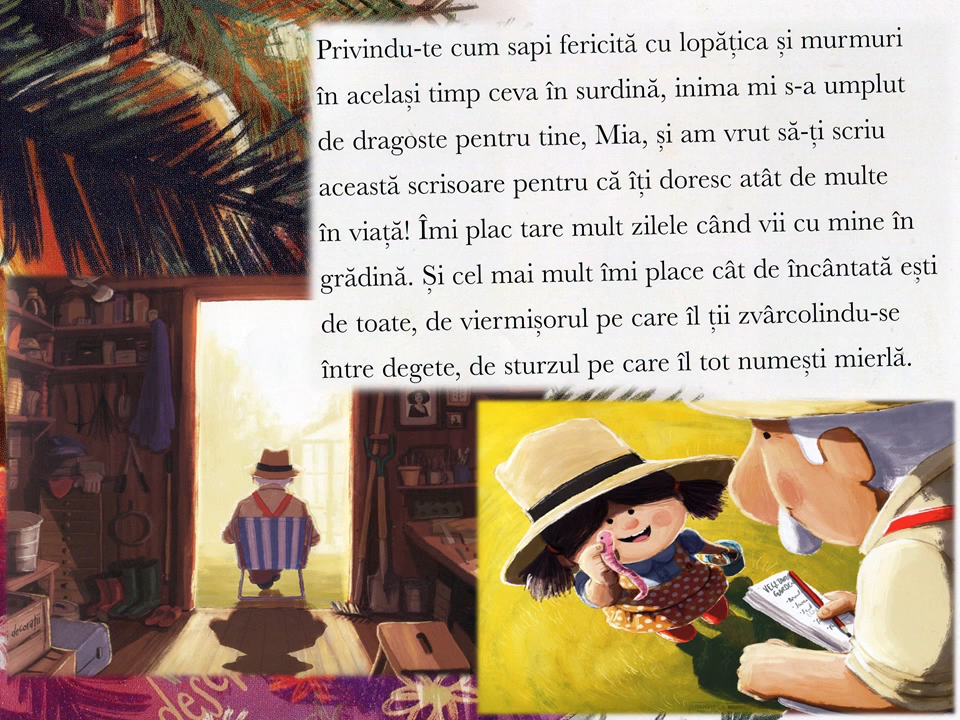 Privindu-te cum sapi fericită cu lopățica și murmuri
în același timp ceva în surdină, inima mi s-a umplut
de dragoste pentru tine, Mia, și am vrut să-ți scriu
această scrisoare pentru că îți doresc atât de multe
în viață! Îmi plac tare mult zilele când vii cu mine în
grădină. Și cel mai mult îmi place cât de încântată ești
de toate, de viermișorul pe care îl ții zvârcolindu-se
între degete, de sturzul pe care îl tot numești mierlă.
decorații